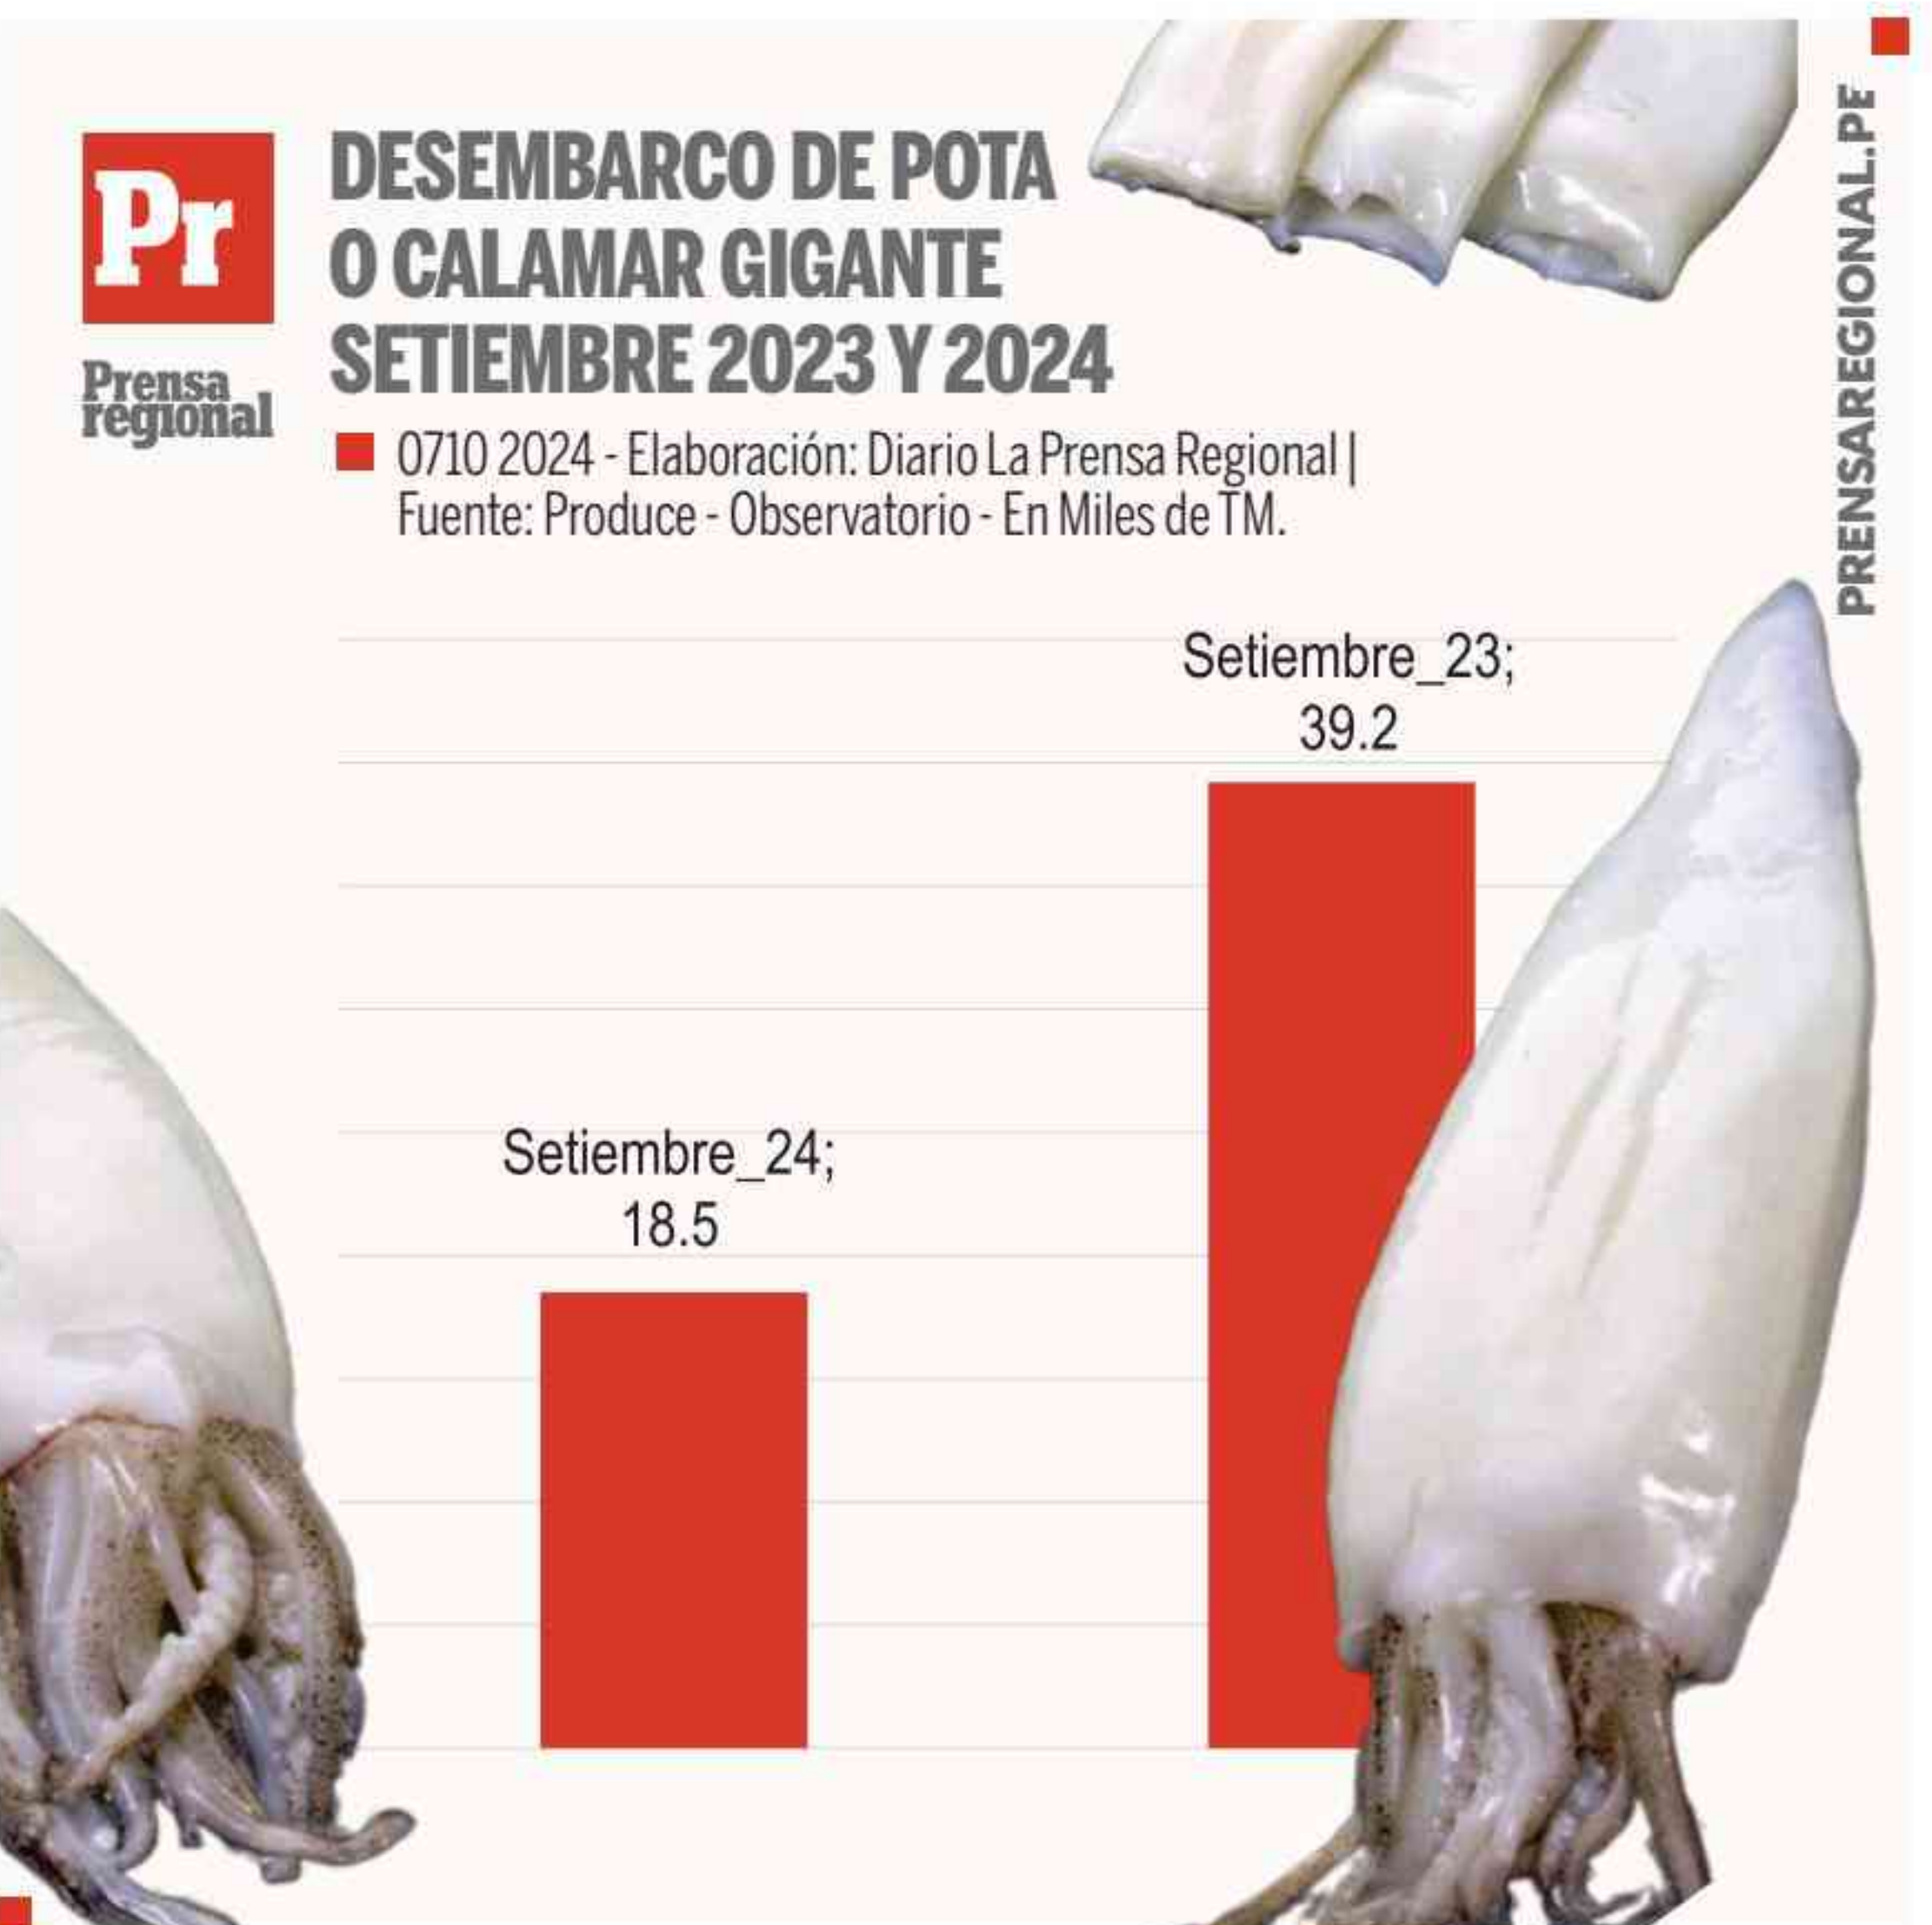 Pr
Prensa
regional
DESEMBARCO DE POTA
O CALAMAR GIGANTE
SETIEMBRE 2023 Y 2024
0710 2024 - Elaboración: Diario La Prensa Regional |
Fuente: Produce - Observatorio - En Miles de TM.
PRENSAREGIONAL.PE
Setiembre_23;
39.2
Setiembre_24;
18.5